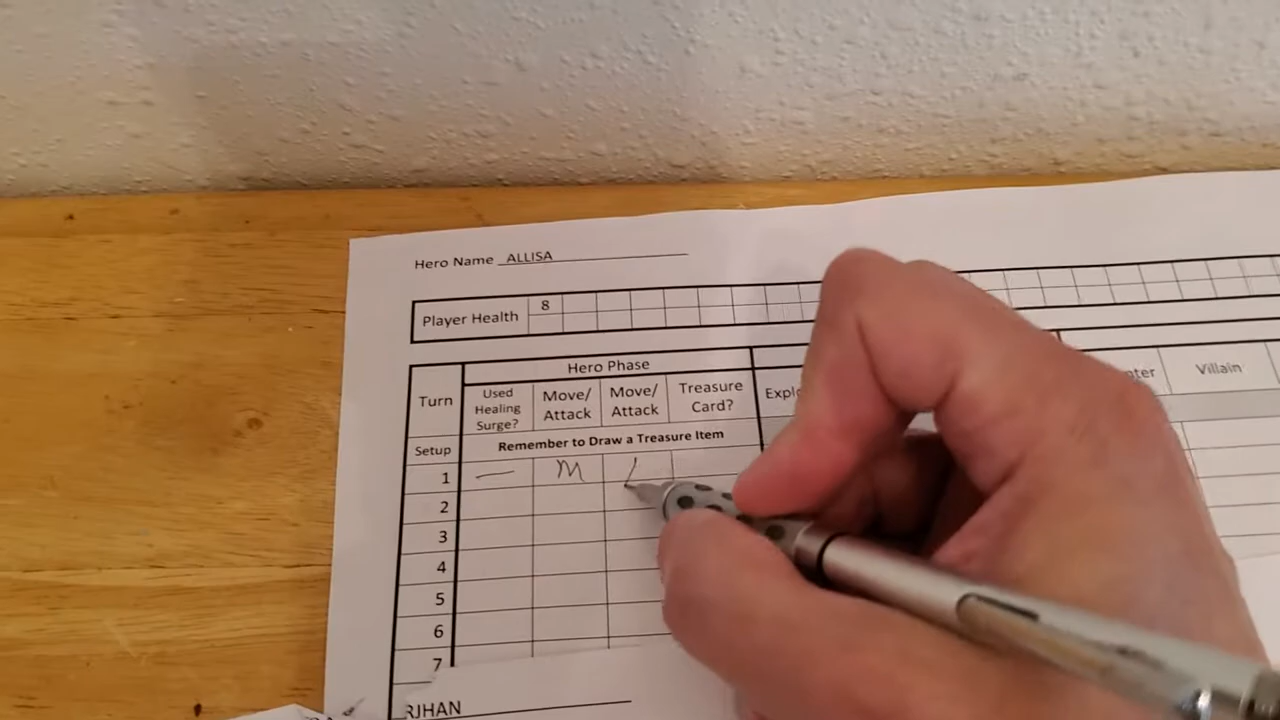 Hero Name ALLISA
Player Health 8
Hero Phase
Turn Used Healing Surge? Move/ Attack Move/ Attack Treasure Card? Villain
Setup Remember to Draw a Treasure Item
1 — M
2
3
4
5
6
7